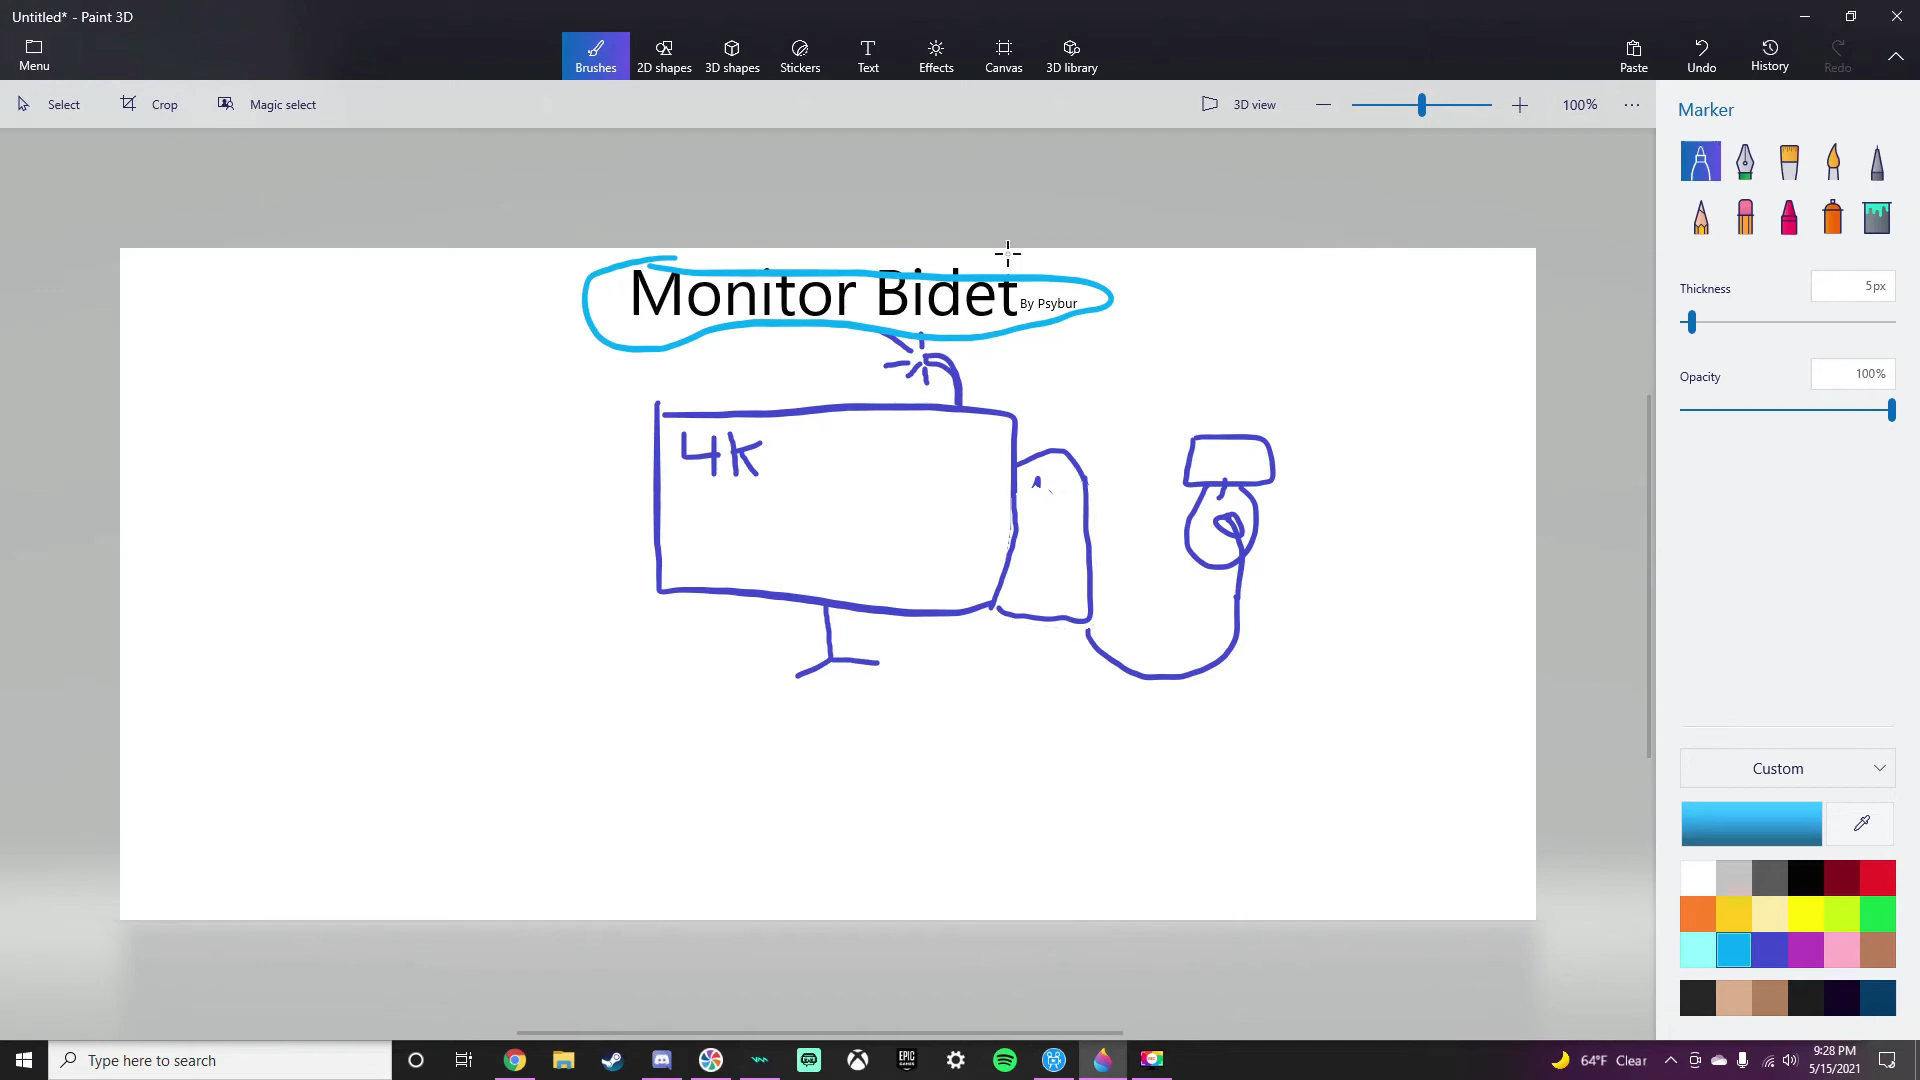 Untitled* - Paint 3D
Menu
Brushes
2D shapes
3D shapes
Stickers
Text
Effects
Canvas
3D library
Paste
Undo
History
Redo
Select
Crop
Magic select
3D view
100%
Marker
Thickness
5px
Opacity
100%
Monitor Bidet By Psybur
4K
Custom
Type here to search
EPIC
GAMES
64°F Clear
9:28 PM
5/15/2021